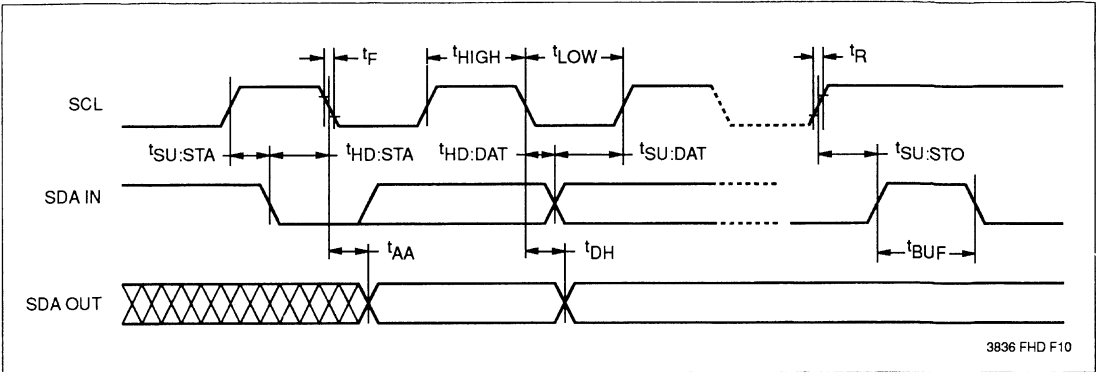 tF tHIGH tLOW tR
SCL
tSU:STA tHD:STA tHD:DAT tSU:DAT tSU:STO
SDA IN
tAA tDH tBUF
SDA OUT
3836 FHD F10